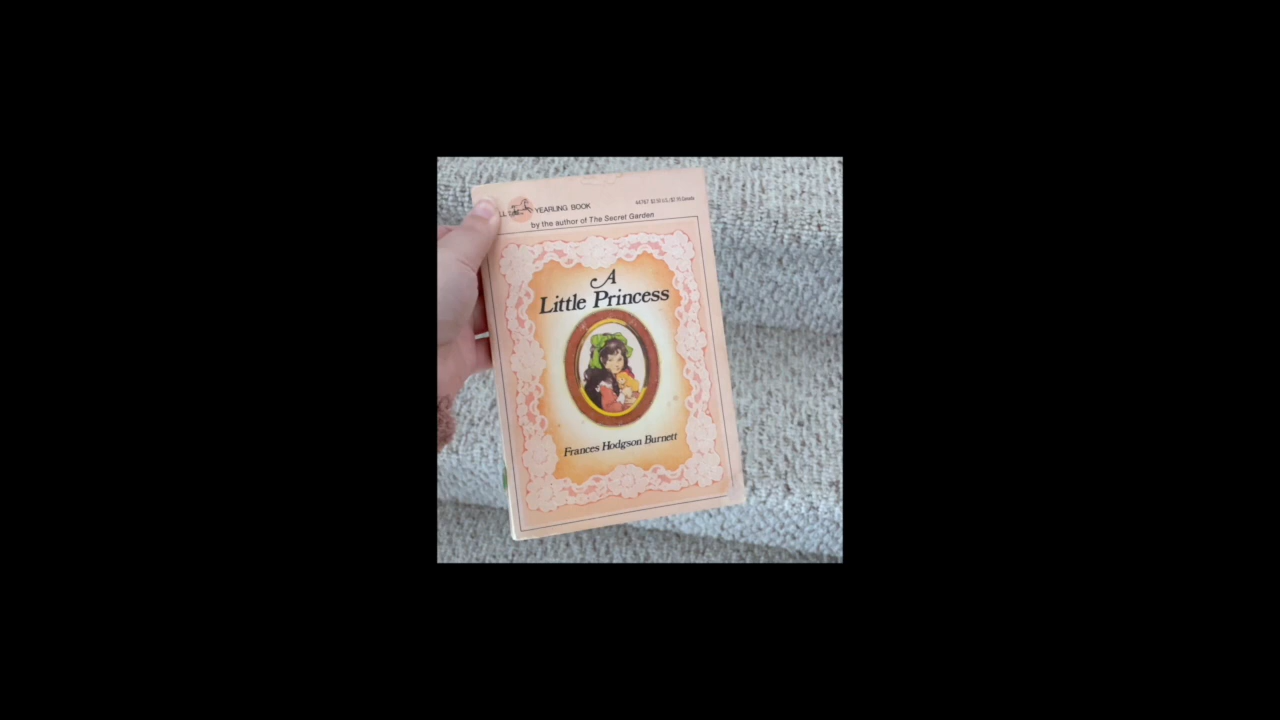 YEARLING BOOK
by the author of The Secret Garden
A
Little Princess
Frances Hodgson Burnett